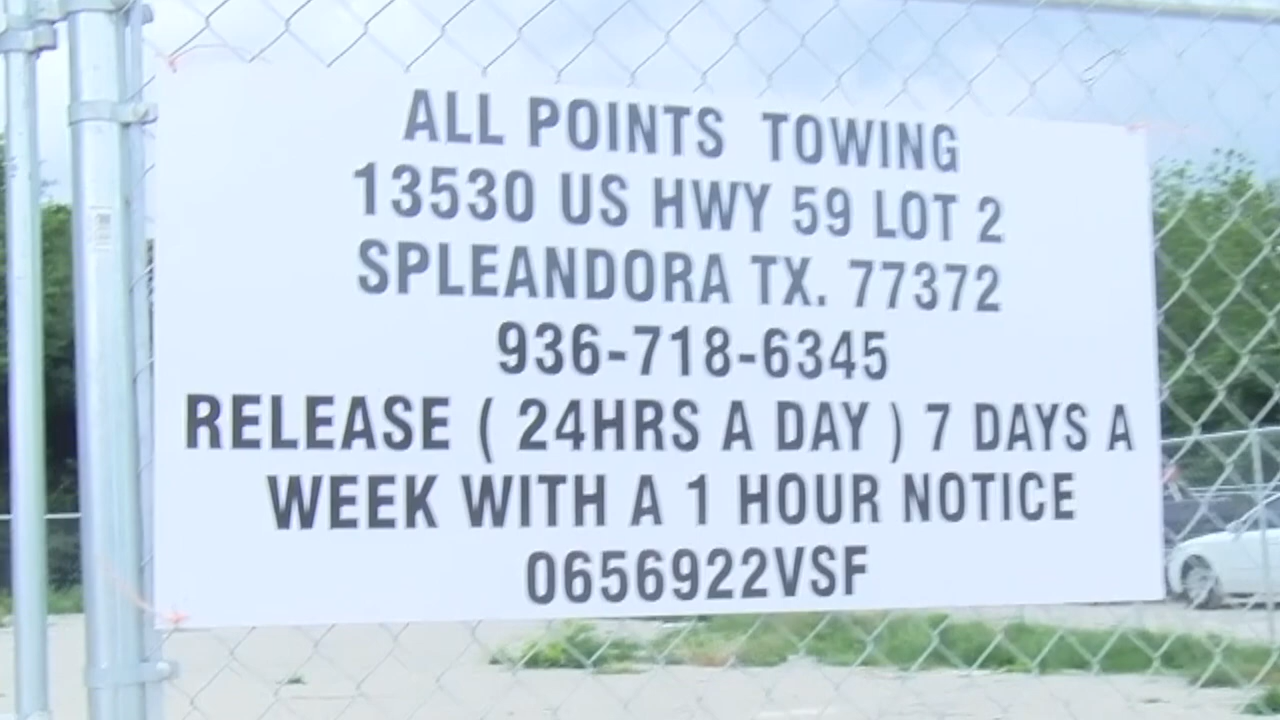 ALL POINTS TOWING
13530 US HWY 59 LOT 2
SPLEANDORA TX. 77372
936-718-6345
RELEASE ( 24HRS A DAY ) 7 DAYS A
WEEK WITH A 1 HOUR NOTICE
0656922VSF